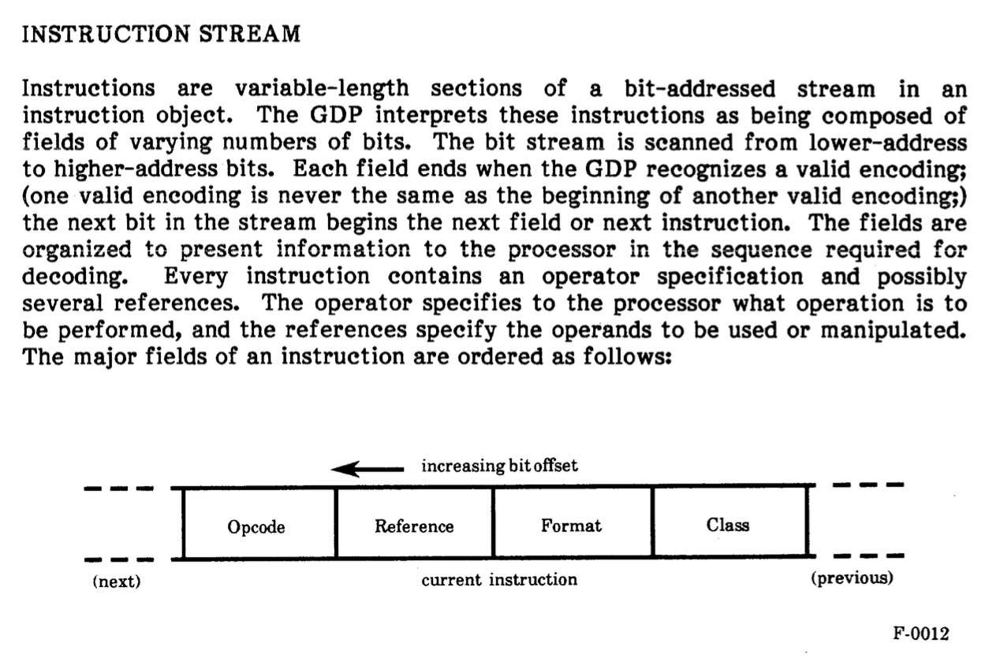 INSTRUCTION STREAM
Instructions are variable-length sections of a bit-addressed stream in an
instruction object. The GDP interprets these instructions as being composed of
fields of varying numbers of bits. The bit stream is scanned from lower-address
to higher-address bits. Each field ends when the GDP recognizes a valid encoding;
(one valid encoding is never the same as the beginning of another valid encoding;)
the next bit in the stream begins the next field or next instruction. The fields are
organized to present information to the processor in the sequence required for
decoding. Every instruction contains an operator specification and possibly
several references. The operator specifies to the processor what operation is to
be performed, and the references specify the operands to be used or manipulated.
The major fields of an instruction are ordered as follows:
increasing bit offset
Opcode Reference Format Class
(next) current instruction (previous)
F-0012